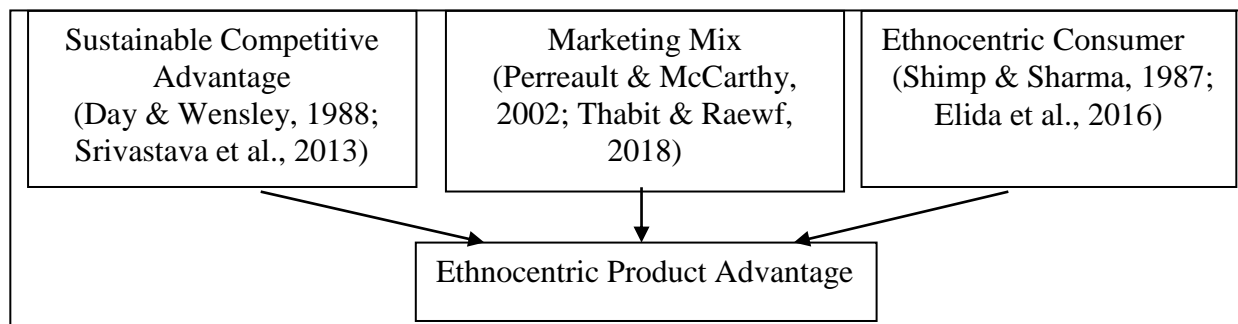 Sustainable Competitive
Advantage
(Day & Wensley, 1988;
Srivastava et al., 2013)
Marketing Mix
(Perreault & McCarthy,
2002; Thabit & Raewf,
2018)
Ethnocentric Consumer
(Shimp & Sharma, 1987;
Elida et al., 2016)
Ethnocentric Product Advantage